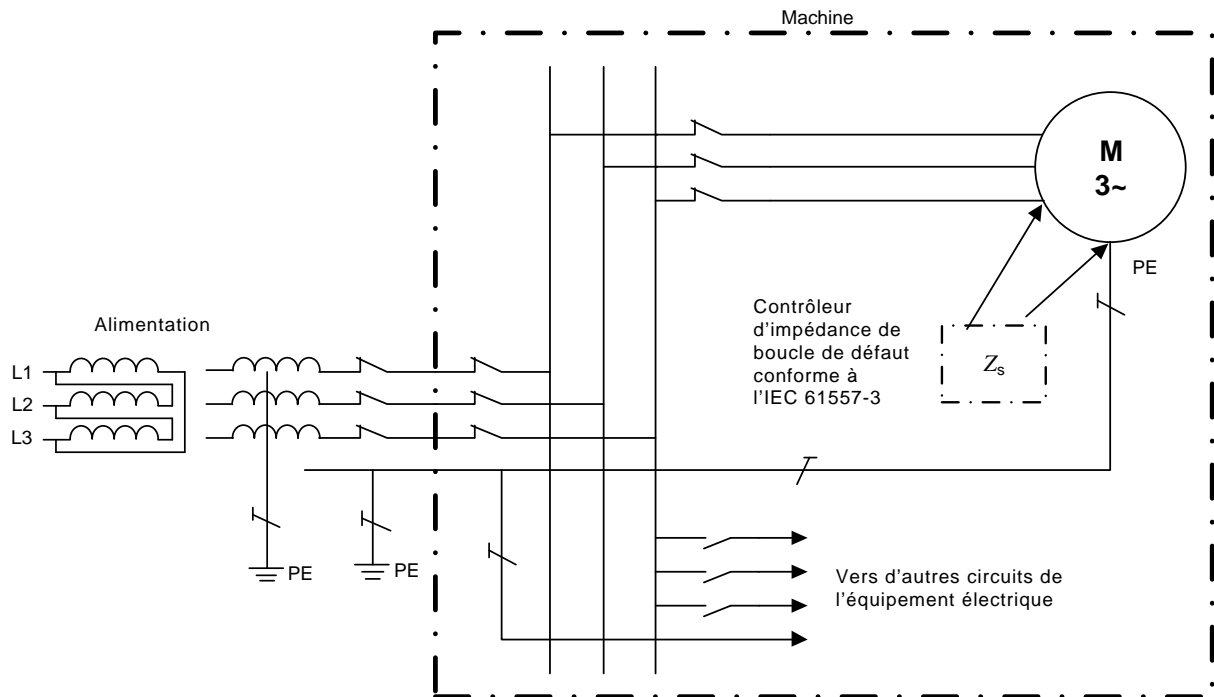 Machine
M
3~
PE
Contrôleur
d'impédance de
boucle de défaut
conforme à
l'IEC 61557-3
Zs
Alimentation
L1
L2
L3
PE
PE
Vers d'autres circuits de
l'équipement électrique